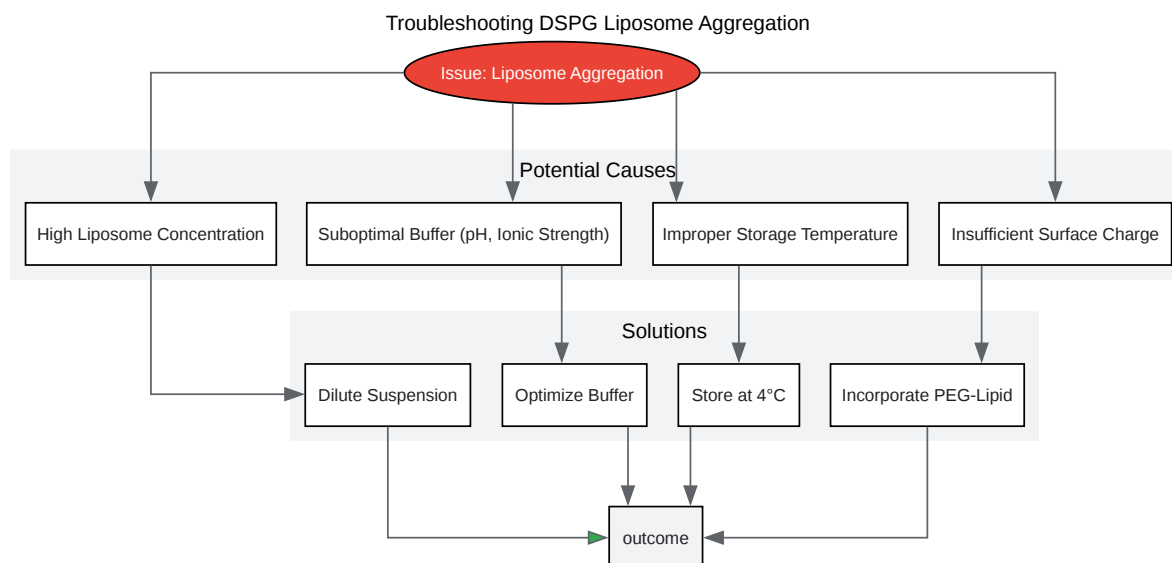 Troubleshooting DSPG Liposome Aggregation
Issue: Liposome Aggregation
Potential Causes
High Liposome Concentration
Suboptimal Buffer (pH, Ionic Strength)
Improper Storage Temperature
Insufficient Surface Charge
Solutions
Dilute Suspension
Optimize Buffer
Store at 4°C
Incorporate PEG-Lipid
outcome